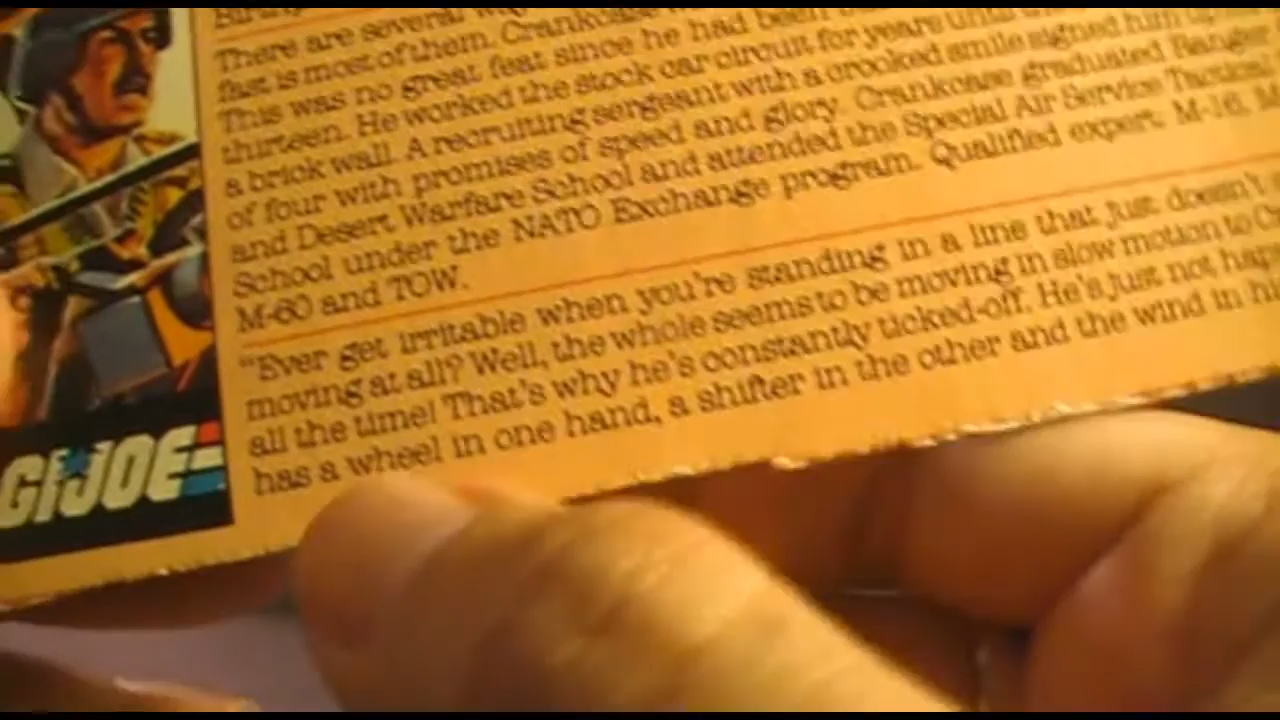 There are several
fast is most of them. Crankcase
This was no great feat since he had been
thirteen. He worked the stock car circuit for years until
a brick wall. A recruiting sergeant with a crooked smile signed him
of four with promises of speed and glory. Crankcase graduated Ranger
and Desert Warfare School and attended the Special Air Service Tactical
School under the NATO Exchange program. Qualified expert: M-16,
M-60 and TOW.
"Ever get irritable when you're standing in a line that just doesn't
moving at all? Well, the whole seems to be moving in slow motion to
all the time! That's why he's constantly ticked-off. He's just not
has a wheel in one hand, a shifter in the other and the wind in
GI JOE